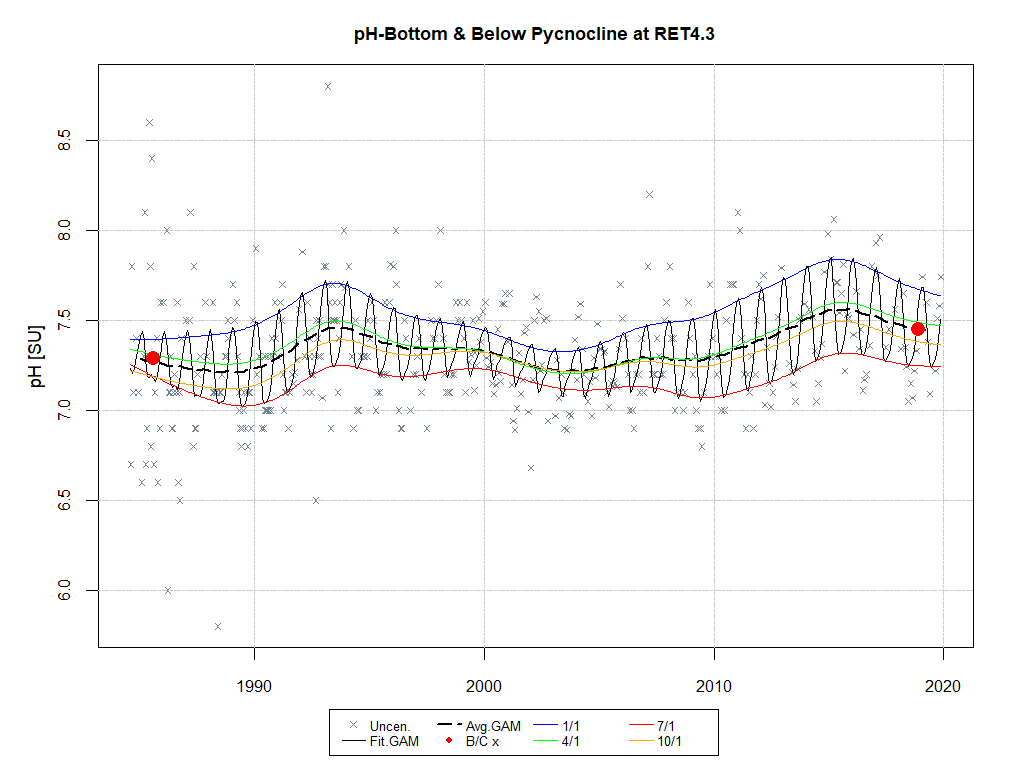 pH-Bottom & Below Pycnocline at RET4.3
pH [SU]
8.5
8.0
7.5
7.0
6.5
6.0
1990 2000 2010 2020
Uncen. Avg.GAM 1/1 7/1
Fit.GAM B/C x 4/1 10/1